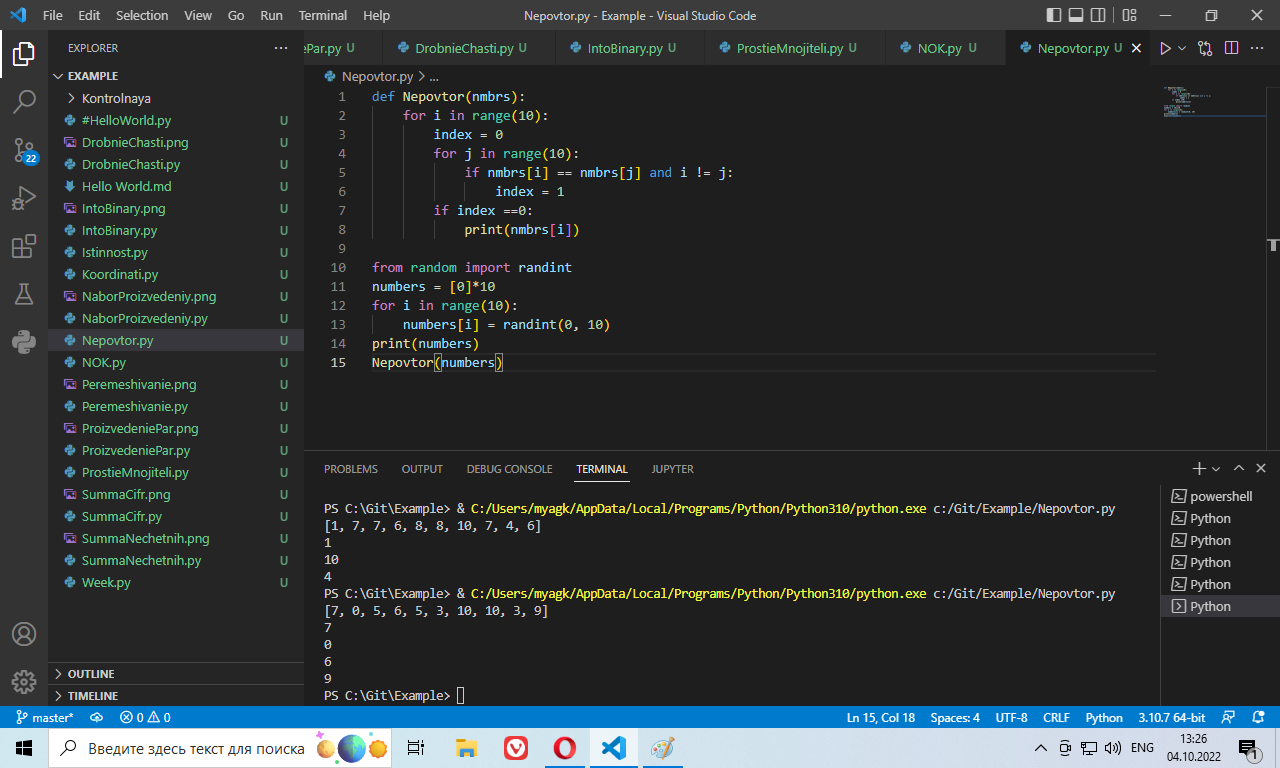 File Edit Selection View Go Run Terminal Help Nepovtor.py - Example - Visual Studio Code
EXPLORER
ePar.py U DrobnieChasti.py U IntoBinary.py U ProstieMnojiteli.py U NOK.py U Nepovtor.py U
EXAMPLE
Kontrolnaya
#HelloWorld.py U
DrobnieChasti.png U
DrobnieChasti.py U
Hello World.md U
IntoBinary.png U
IntoBinary.py U
Istinnost.py U
Koordinati.py U
NaborProizvedeniy.png U
NaborProizvedeniy.py U
Nepovtor.py U
NOK.py U
Peremeshivanie.png U
Peremeshivanie.py U
ProizvedeniePar.png U
ProizvedeniePar.py U
ProstieMnojiteli.py U
SummaCifr.png U
SummaCifr.py U
SummaNechetnih.png U
SummaNechetnih.py U
Week.py U
OUTLINE
TIMELINE
22
Nepovtor.py > ...
1 def Nepovtor(nmbrs):
2 for i in range(10):
3 index = 0
4 for j in range(10):
5 if nmbrs[i] == nmbrs[j] and i != j:
6 index = 1
7 if index ==0:
8 print(nmbrs[i])
9
10 from random import randint
11 numbers = [0]*10
12 for i in range(10):
13 numbers[i] = randint(0, 10)
14 print(numbers)
15 Nepovtor(numbers)
PROBLEMS OUTPUT DEBUG CONSOLE TERMINAL JUPYTER
PS C:\Git\Example> & C:/Users/myagk/AppData/Local/Programs/Python/Python310/python.exe c:/Git/Example/Nepovtor.py
[1, 7, 7, 6, 8, 8, 10, 7, 4, 6]
1
10
4
PS C:\Git\Example> & C:/Users/myagk/AppData/Local/Programs/Python/Python310/python.exe c:/Git/Example/Nepovtor.py
[7, 0, 5, 6, 5, 3, 10, 10, 3, 9]
7
0
6
9
PS C:\Git\Example>
powershell
Python
Python
Python
Python
Python
master* 0 0 Ln 15, Col 18 Spaces: 4 UTF-8 CRLF Python 3.10.7 64-bit
Введите здесь текст для поиска
ENG
13:26
04.10.2022
1